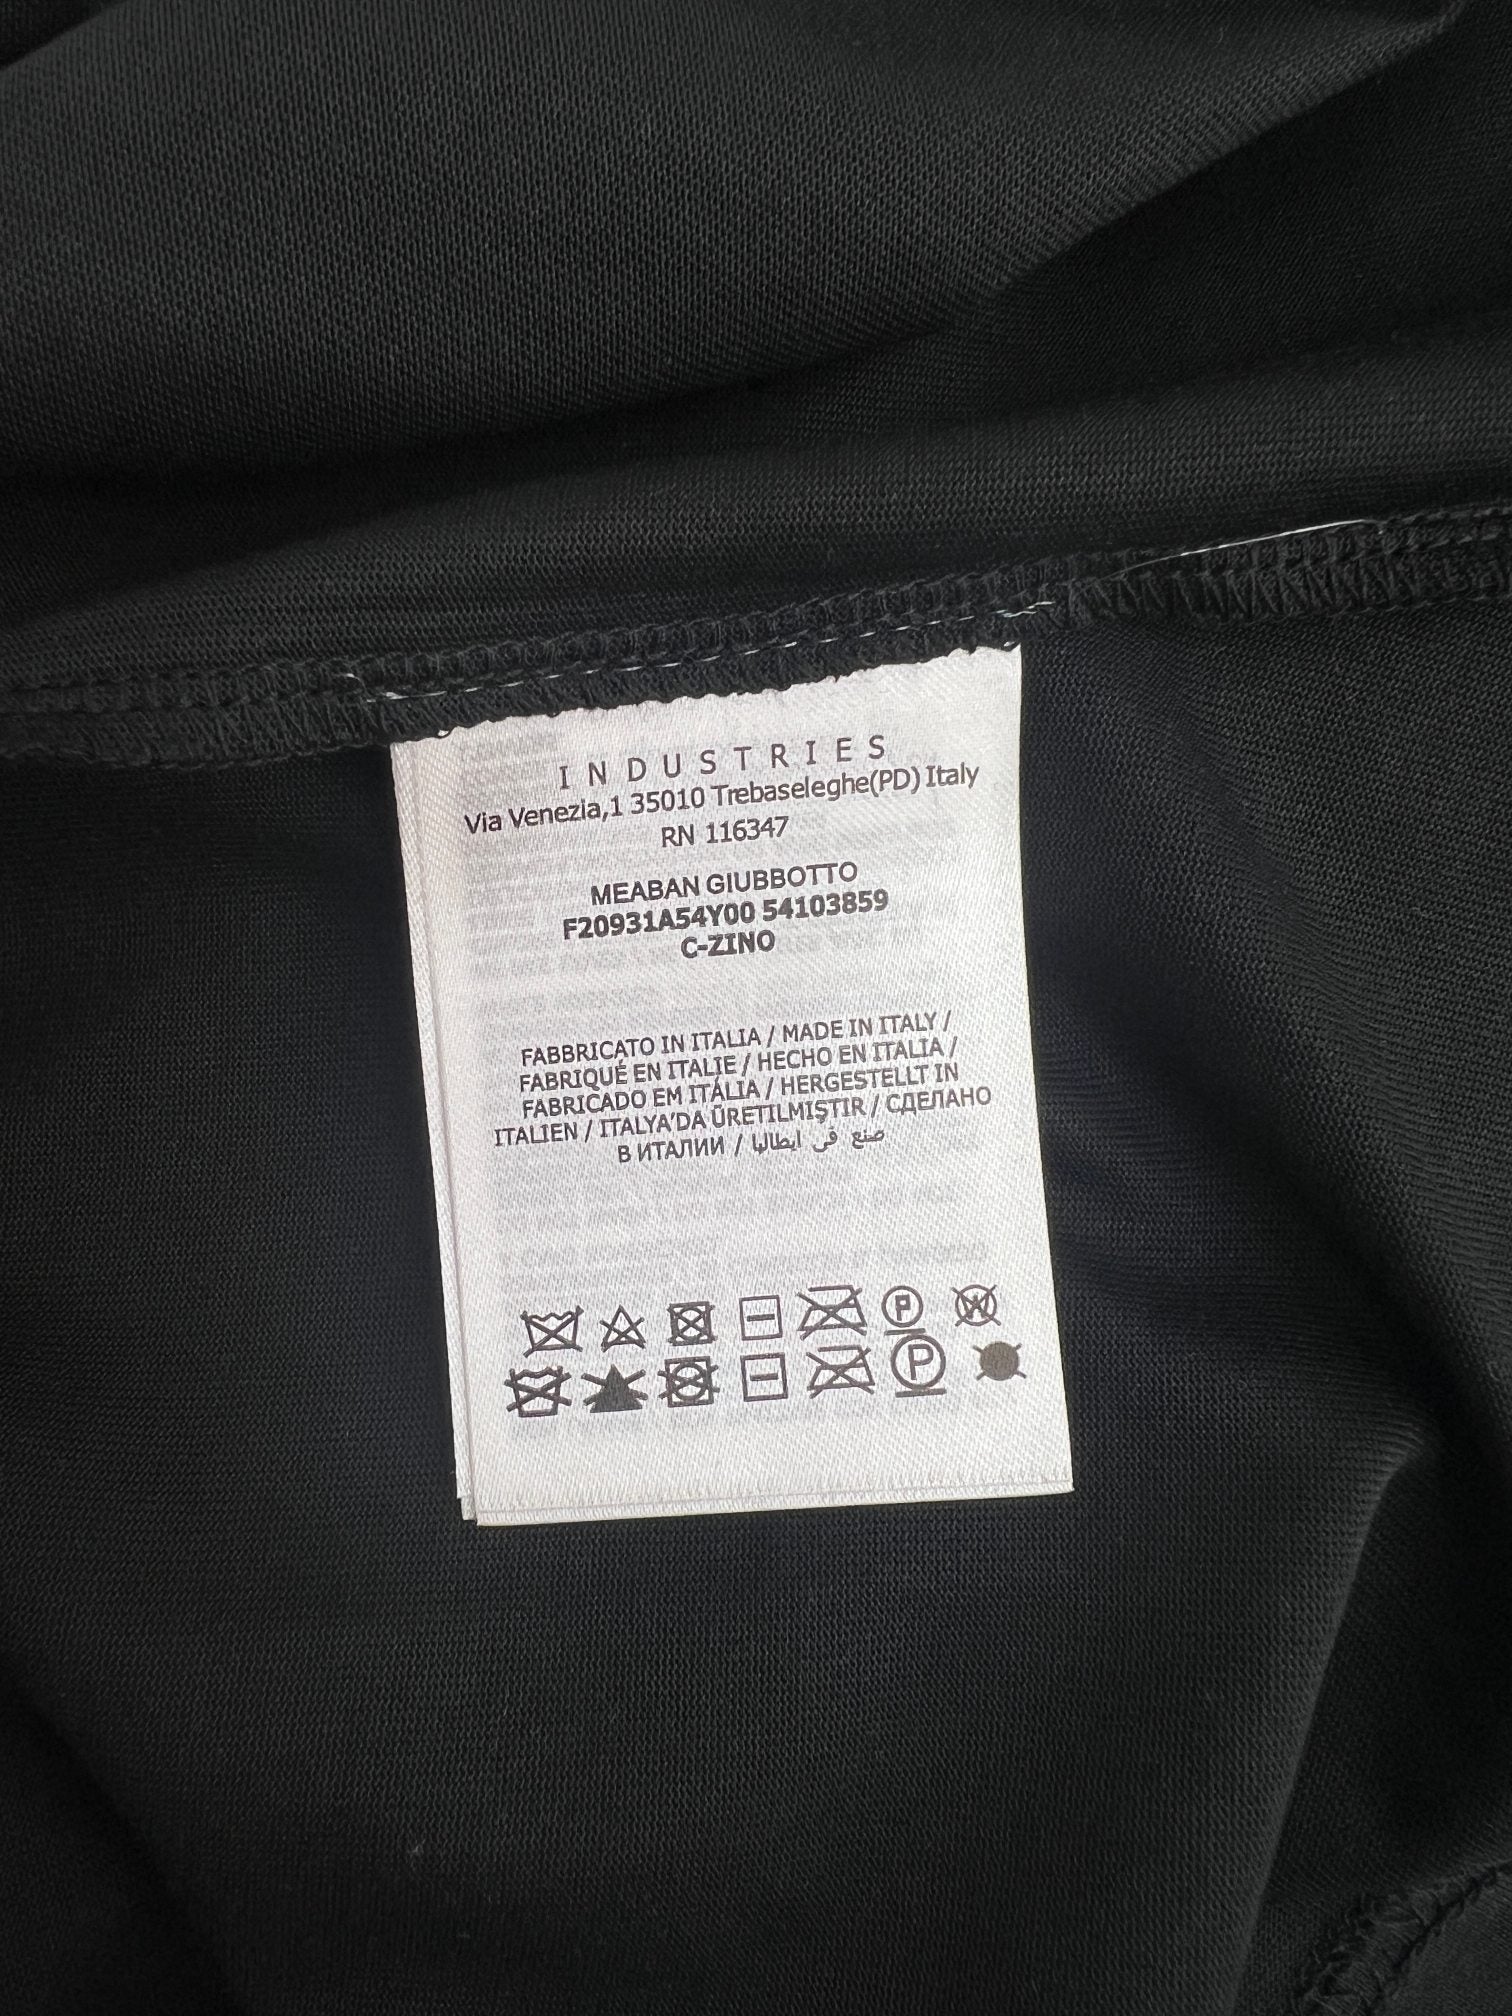 INDUSTRIES
Via Venezia,1 35010 Trebaseleghe(PD) Italy
RN 116347
MEABAN GIUBBOTTO
F20931A54Y00 54103859
C-ZINO
FABBRICATO IN ITALIA / MADE IN ITALY /
FABRIQUÉ EN ITALIE / HECHO EN ITALIA /
FABRICADO EM ITÁLIA / HERGESTELLT IN
ITALIEN / ITALYA'DA ÜRETILMIŞTIR / СДЕЛАНО
В ИТАЛИИ / صنع في ايطاليا
P W
P